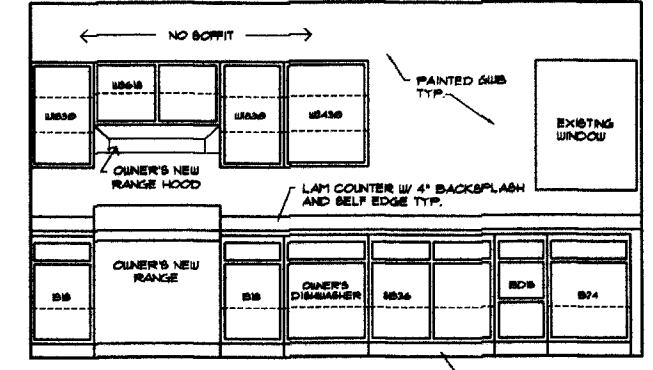 NO SOFFIT
PAINTED GWB
TYP.
W1830
W3618
W1830
W2430
EXISTING
WINDOW
OWNER'S NEW
RANGE HOOD
LAM COUNTER W/ 4" BACKSPLASH
AND SELF EDGE TYP.
OWNER'S NEW
RANGE
B18
B18
OWNER'S
DISHWASHER
SB36
BD15
B24